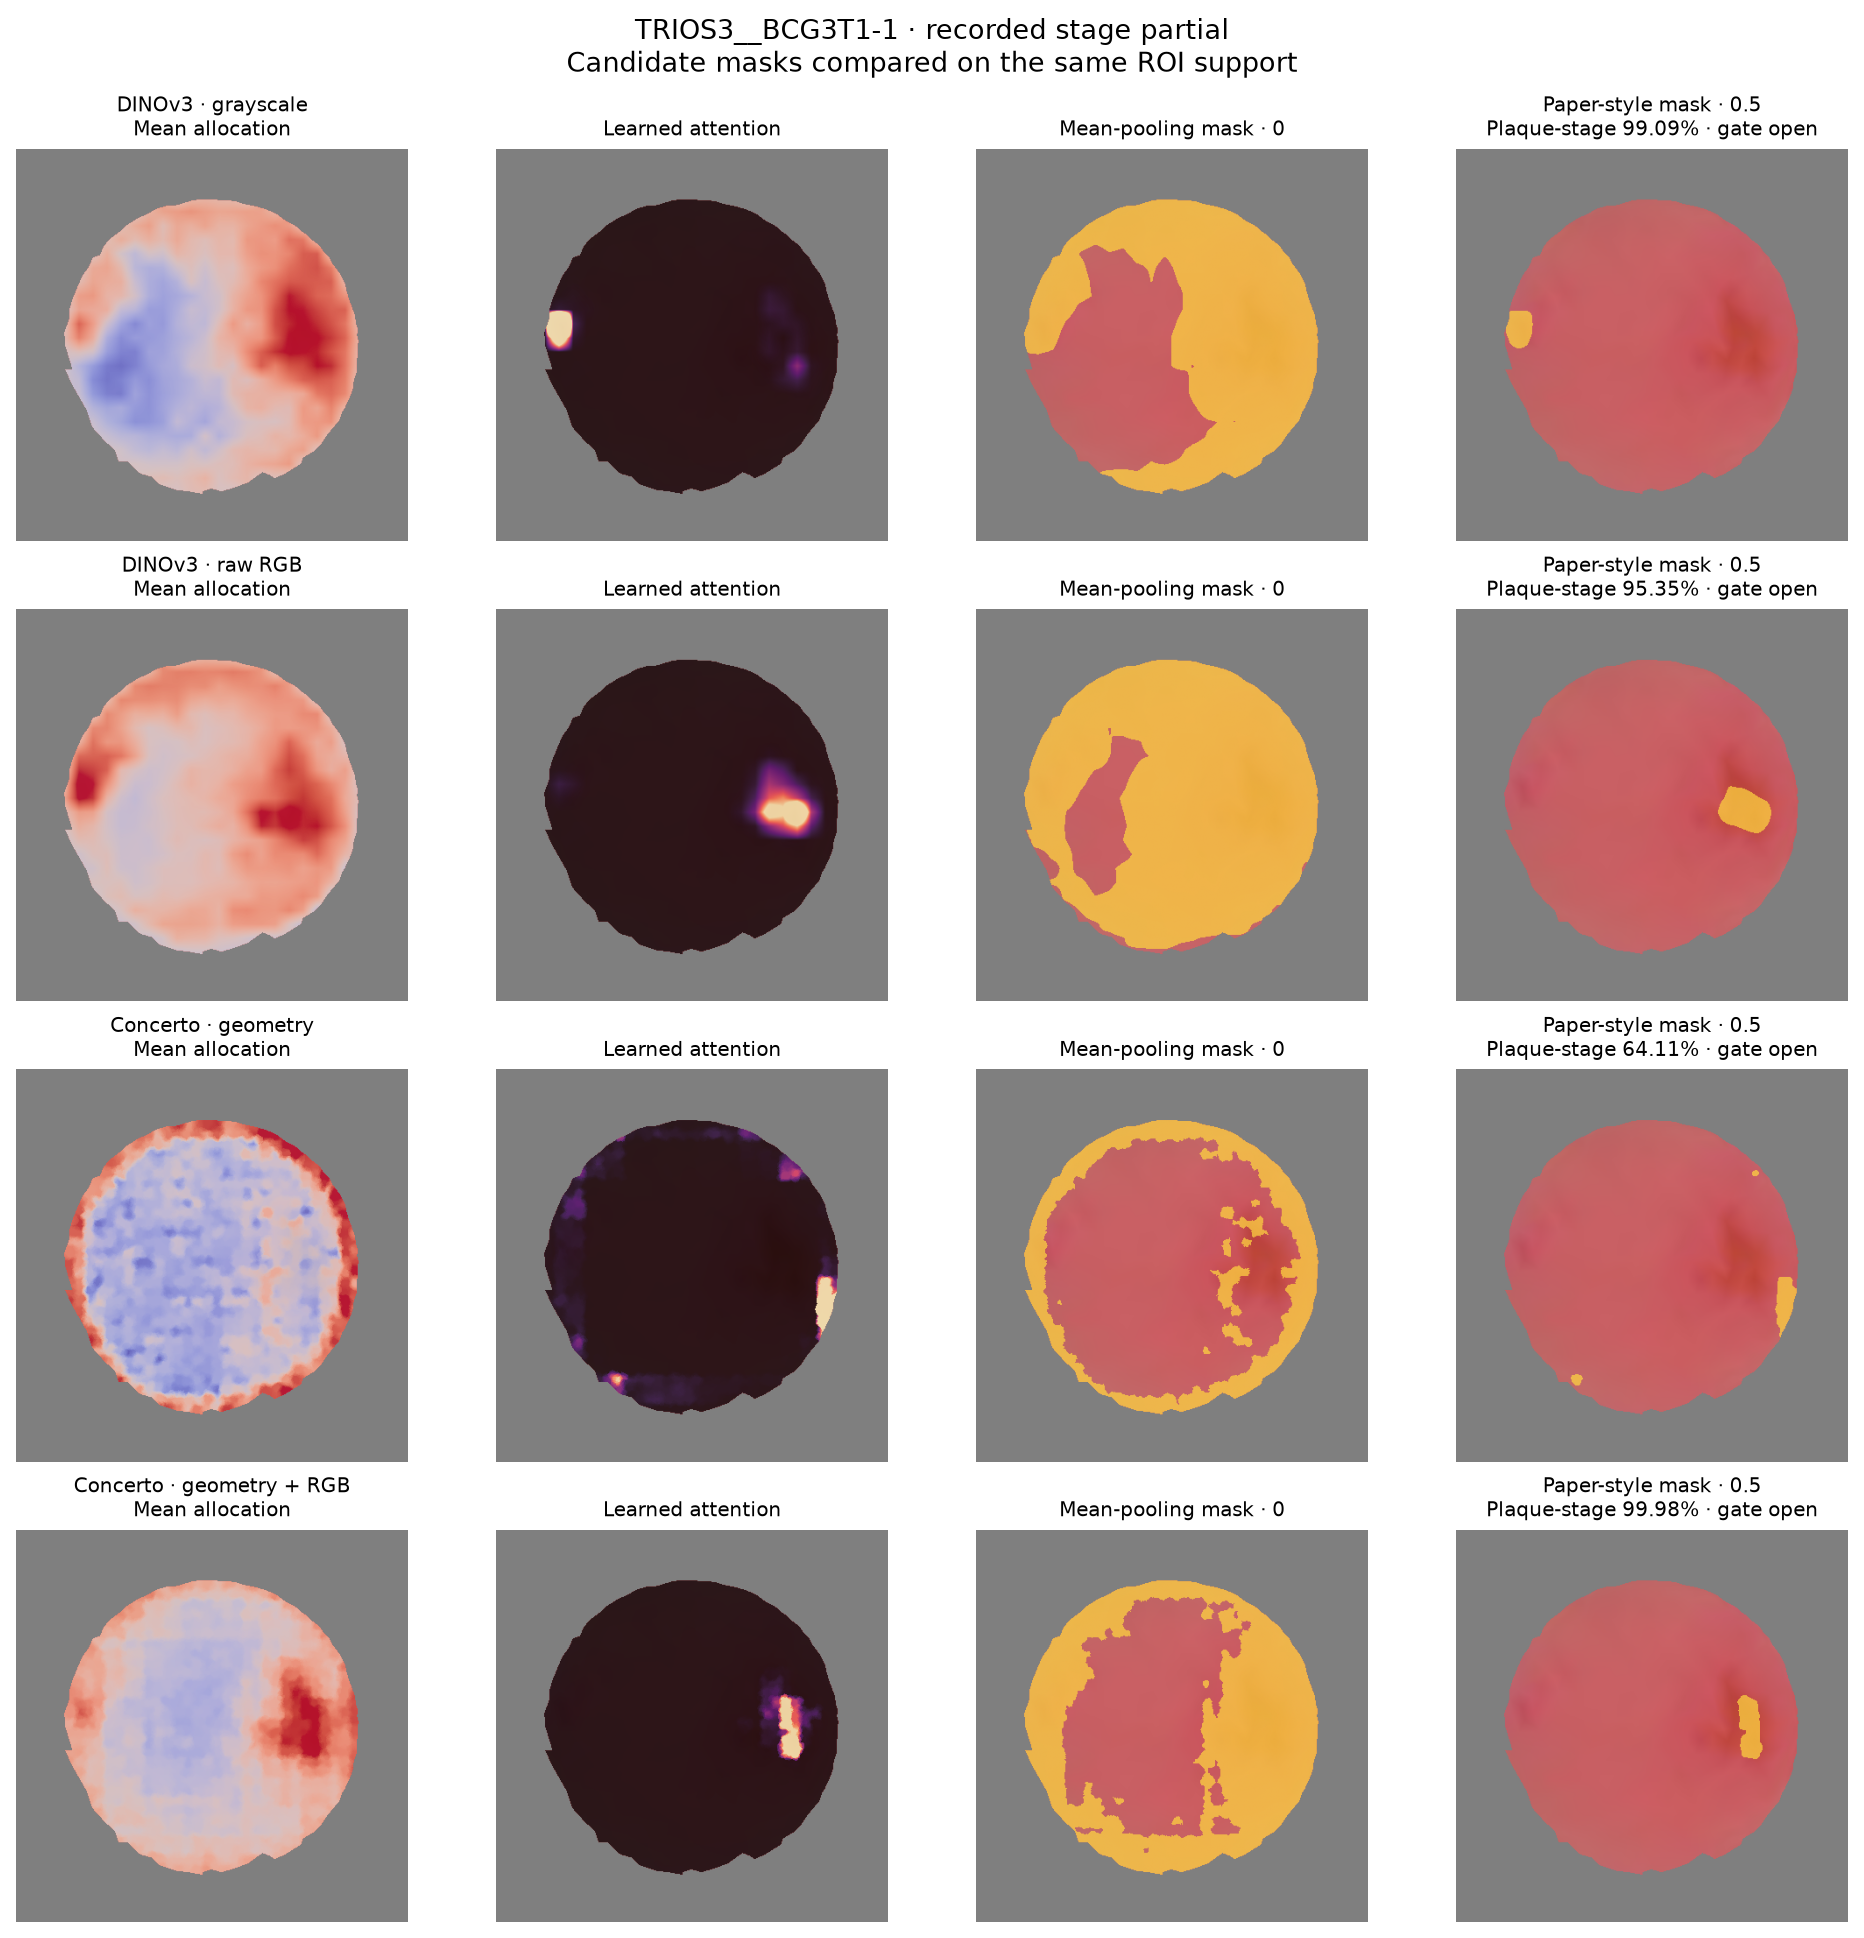 TRIOS3__BCG3T1-1 · recorded stage partial
Candidate masks compared on the same ROI support
DINOv3 · grayscale
Mean allocation
Learned attention
Mean-pooling mask · 0
Paper-style mask · 0.5
Plaque-stage 99.09% · gate open
DINOv3 · raw RGB
Mean allocation
Learned attention
Mean-pooling mask · 0
Paper-style mask · 0.5
Plaque-stage 95.35% · gate open
Concerto · geometry
Mean allocation
Learned attention
Mean-pooling mask · 0
Paper-style mask · 0.5
Plaque-stage 64.11% · gate open
Concerto · geometry + RGB
Mean allocation
Learned attention
Mean-pooling mask · 0
Paper-style mask · 0.5
Plaque-stage 99.98% · gate open